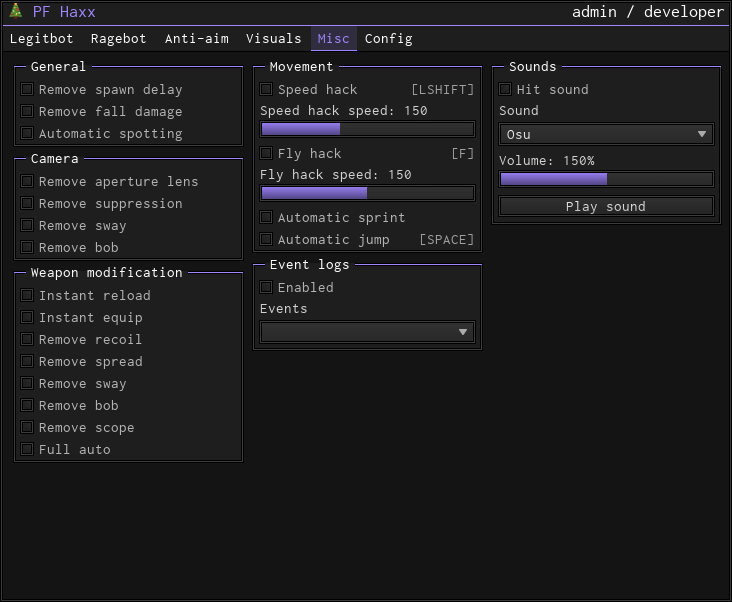 PF Haxx
admin / developer
Legitbot Ragebot Anti-aim Visuals Misc Config
General
Remove spawn delay
Remove fall damage
Automatic spotting
Camera
Remove aperture lens
Remove suppression
Remove sway
Remove bob
Weapon modification
Instant reload
Instant equip
Remove recoil
Remove spread
Remove sway
Remove bob
Remove scope
Full auto
Movement
Speed hack [LSHIFT]
Speed hack speed: 150
Fly hack [F]
Fly hack speed: 150
Automatic sprint
Automatic jump [SPACE]
Event logs
Enabled
Events
Sounds
Hit sound
Sound
Osu
Volume: 150%
Play sound